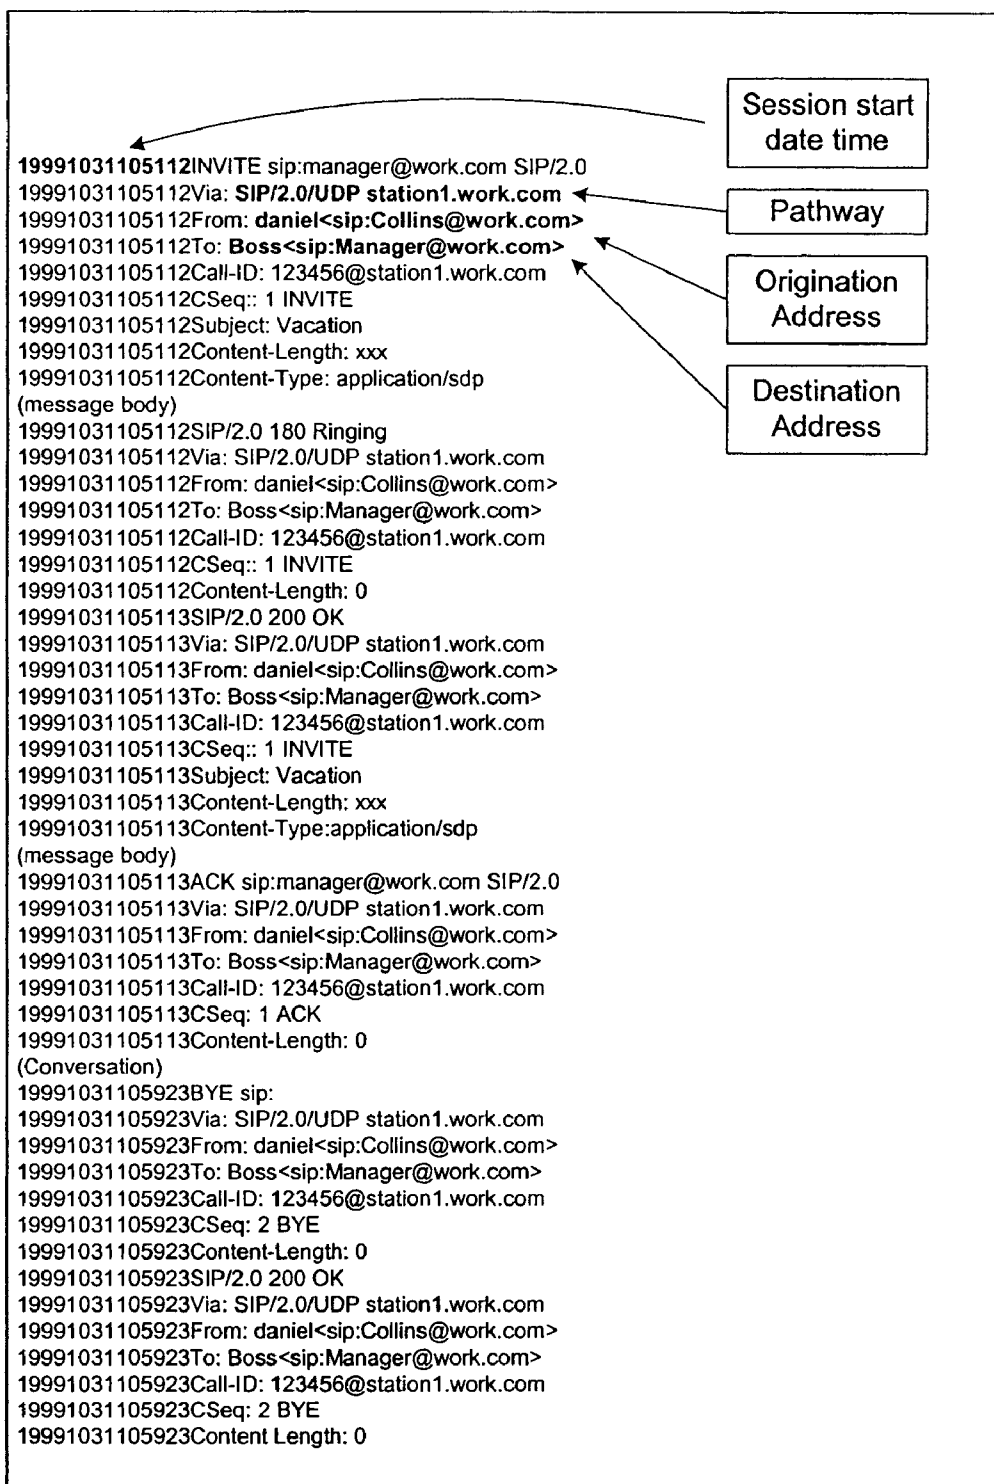 Session start
date time
19991031105112INVITE sip:manager@work.com SIP/2.0
19991031105112Via: SIP/2.0/UDP station1.work.com
Pathway
19991031105112From: daniel<sip:Collins@work.com>
19991031105112To: Boss<sip:Manager@work.com>
19991031105112Call-ID: 123456@station1.work.com
Origination
Address
19991031105112CSeq:: 1 INVITE
19991031105112Subject: Vacation
19991031105112Content-Length: xxx
19991031105112Content-Type: application/sdp
Destination
Address
(message body)
19991031105112SIP/2.0 180 Ringing
19991031105112Via: SIP/2.0/UDP station1.work.com
19991031105112From: daniel<sip:Collins@work.com>
19991031105112To: Boss<sip:Manager@work.com>
19991031105112Call-ID: 123456@station1.work.com
19991031105112CSeq:: 1 INVITE
19991031105112Content-Length: 0
19991031105113SIP/2.0 200 OK
19991031105113Via: SIP/2.0/UDP station1.work.com
19991031105113From: daniel<sip:Collins@work.com>
19991031105113To: Boss<sip:Manager@work.com>
19991031105113Call-ID: 123456@station1.work.com
19991031105113CSeq:: 1 INVITE
19991031105113Subject: Vacation
19991031105113Content-Length: xxx
19991031105113Content-Type:application/sdp
(message body)
19991031105113ACK sip:manager@work.com SIP/2.0
19991031105113Via: SIP/2.0/UDP station1.work.com
19991031105113From: daniel<sip:Collins@work.com>
19991031105113To: Boss<sip:Manager@work.com>
19991031105113Call-ID: 123456@station1.work.com
19991031105113CSeq: 1 ACK
19991031105113Content-Length: 0
(Conversation)
19991031105923BYE sip:
19991031105923Via: SIP/2.0/UDP station1.work.com
19991031105923From: daniel<sip:Collins@work.com>
19991031105923To: Boss<sip:Manager@work.com>
19991031105923Call-ID: 123456@station1.work.com
19991031105923CSeq: 2 BYE
19991031105923Content-Length: 0
19991031105923SIP/2.0 200 OK
19991031105923Via: SIP/2.0/UDP station1.work.com
19991031105923From: daniel<sip:Collins@work.com>
19991031105923To: Boss<sip:Manager@work.com>
19991031105923Call-ID: 123456@station1.work.com
19991031105923CSeq: 2 BYE
19991031105923Content Length: 0